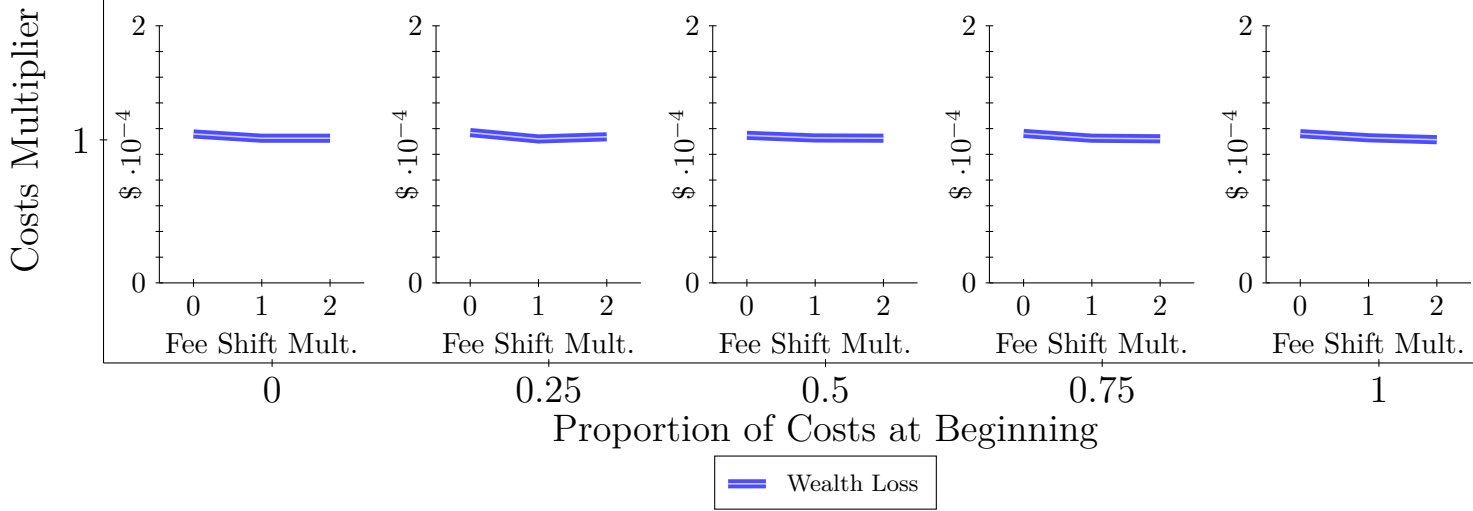 Costs Multiplier
1
2
0
$ ·10⁻⁴
0 1 2
Fee Shift Mult.
2
0
$ ·10⁻⁴
0 1 2
Fee Shift Mult.
2
0
$ ·10⁻⁴
0 1 2
Fee Shift Mult.
2
0
$ ·10⁻⁴
0 1 2
Fee Shift Mult.
2
0
$ ·10⁻⁴
0 1 2
Fee Shift Mult.
0 0.25 0.5 0.75 1
Proportion of Costs at Beginning
Wealth Loss